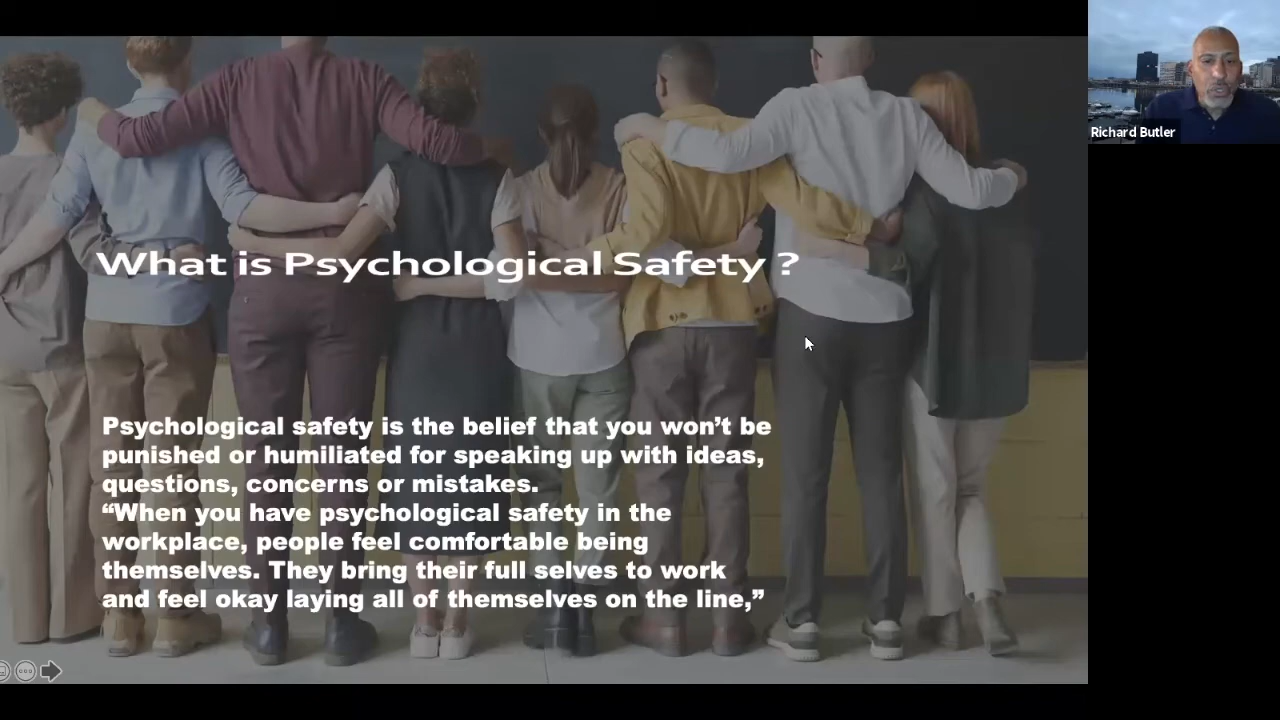 What is Psychological Safety ?
Psychological safety is the belief that you won’t be
punished or humiliated for speaking up with ideas,
questions, concerns or mistakes.
“When you have psychological safety in the
workplace, people feel comfortable being
themselves. They bring their full selves to work
and feel okay laying all of themselves on the line,”
Richard Butler